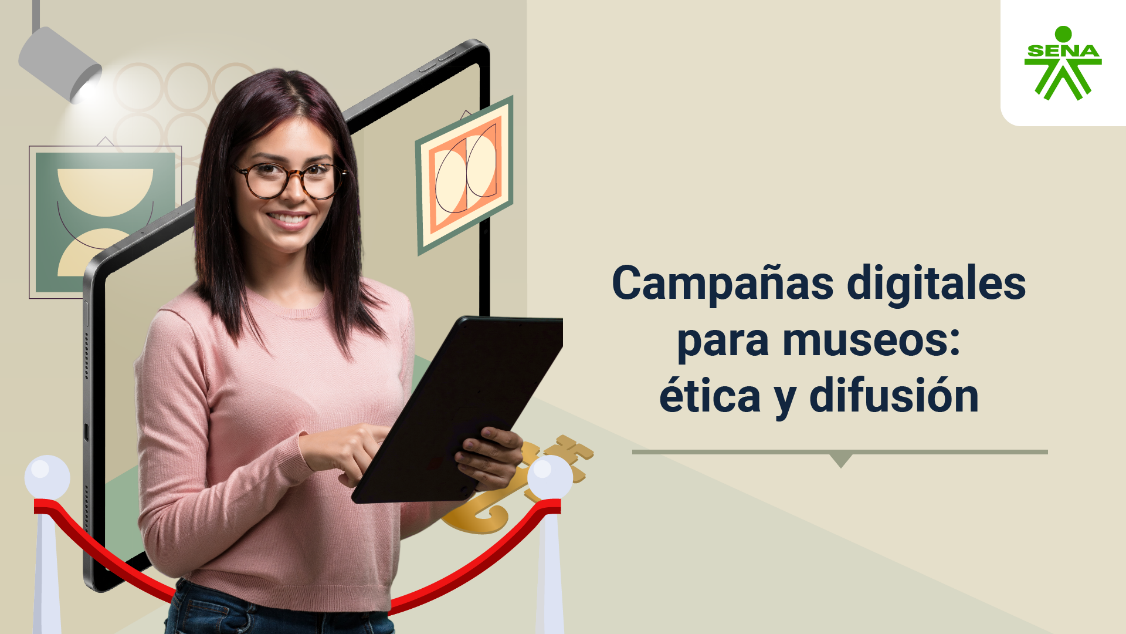 SENA
Campañas digitales
para museos:
ética y difusión